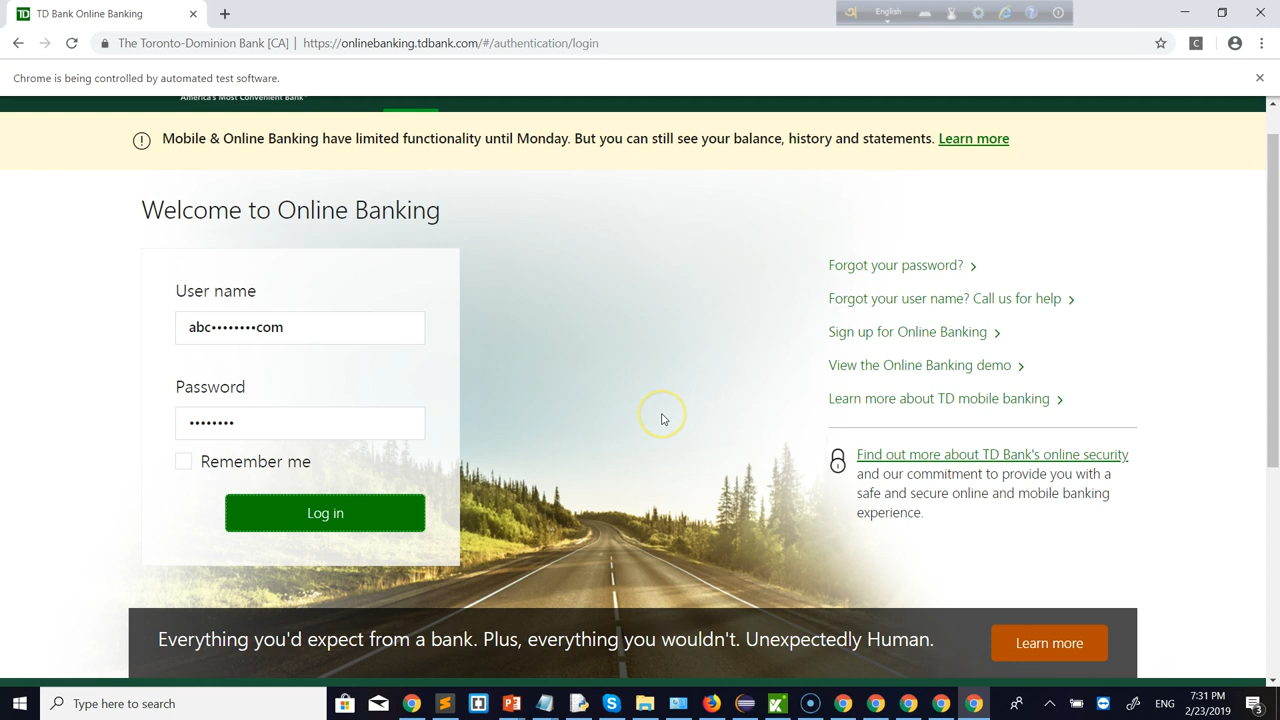 TD TD Bank Online Banking
English
The Toronto-Dominion Bank [CA] | https://onlinebanking.tdbank.com/#/authentication/login
C
Chrome is being controlled by automated test software.
America's Most Convenient Bank®
Mobile & Online Banking have limited functionality until Monday. But you can still see your balance, history and statements. Learn more
Welcome to Online Banking
User name
abc••••••••com
Password
••••••••
Remember me
Log in
Forgot your password?
Forgot your user name? Call us for help
Sign up for Online Banking
View the Online Banking demo
Learn more about TD mobile banking
Find out more about TD Bank's online security
and our commitment to provide you with a
safe and secure online and mobile banking
experience.
Everything you'd expect from a bank. Plus, everything you wouldn't. Unexpectedly Human.
Learn more
Type here to search
ENG
7:31 PM
2/23/2019
3